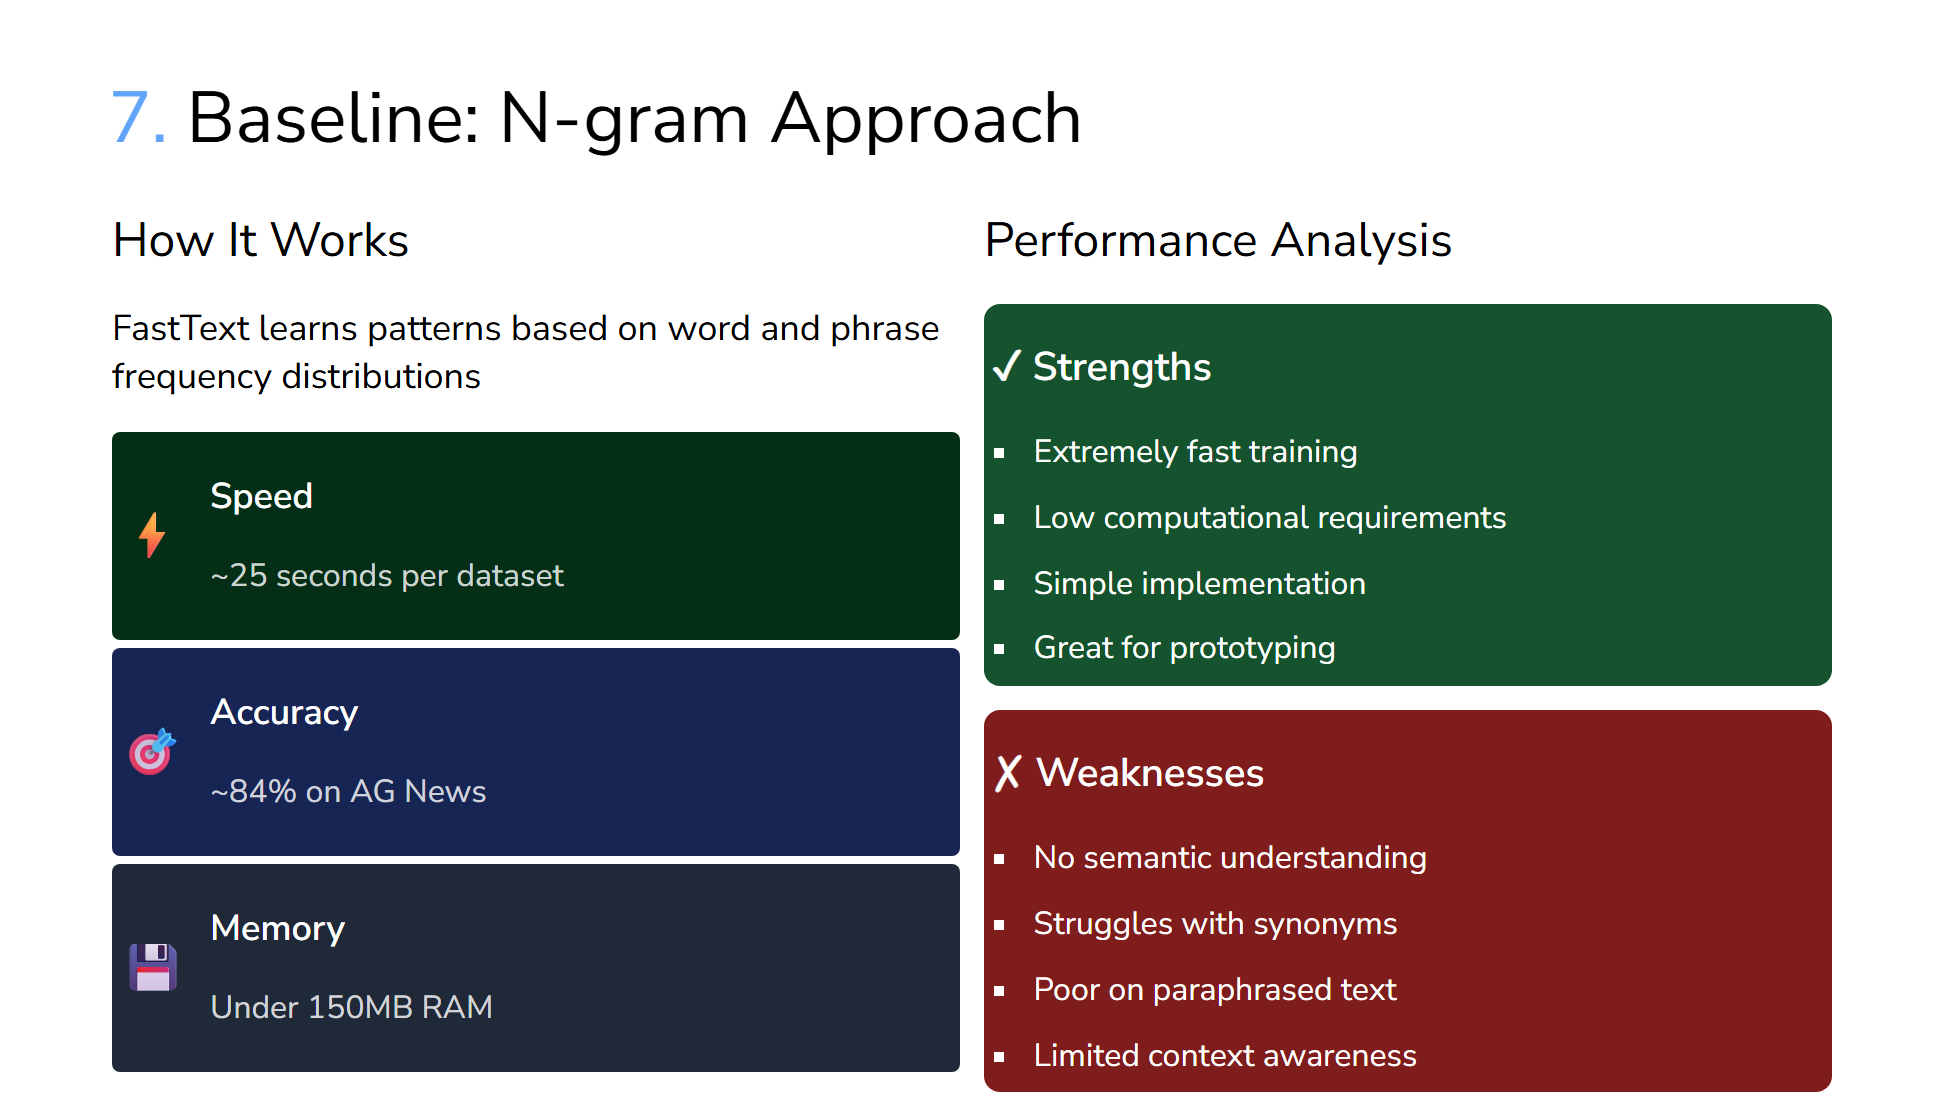 7. Baseline: N-gram Approach
How It Works
FastText learns patterns based on word and phrase
frequency distributions
Speed
~25 seconds per dataset
Accuracy
~84% on AG News
Memory
Under 150MB RAM
Performance Analysis
✓ Strengths
▪ Extremely fast training
▪ Low computational requirements
▪ Simple implementation
▪ Great for prototyping
✗ Weaknesses
▪ No semantic understanding
▪ Struggles with synonyms
▪ Poor on paraphrased text
▪ Limited context awareness